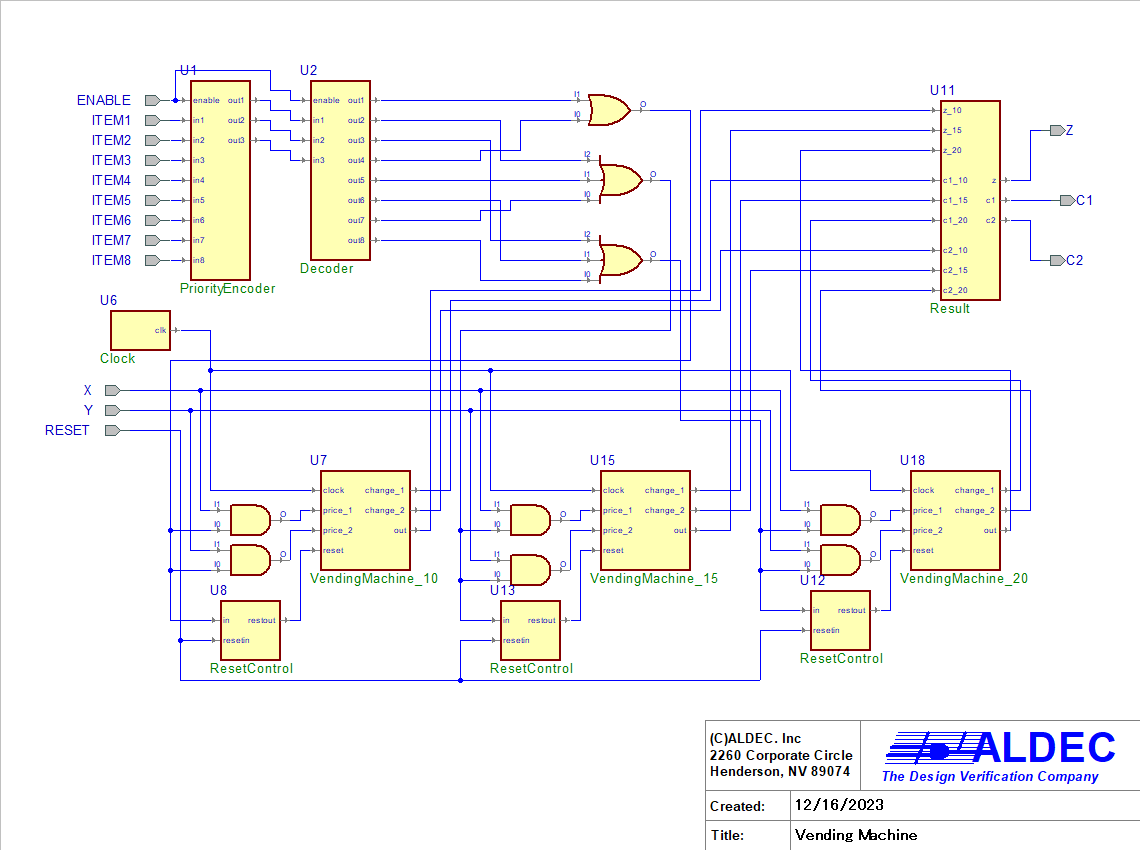 U1
U2
U11
ENABLE
ITEM1
ITEM2
ITEM3
ITEM4
ITEM5
ITEM6
ITEM7
ITEM8
enable out1
in1 out2
in2 out3
in3
in4
in5
in6
in7
in8
PriorityEncoder
enable out1
in1 out2
in2 out3
in3 out4
out5
out6
out7
out8
Decoder
I1
I0
O
I2
I1
I0
O
I2
I1
I0
O
z_10
z_15
z_20
c1_10 z
c1_15 c1
c1_20 c2
c2_10
c2_15
c2_20
Result
Z
C1
C2
U6
clk
Clock
X
Y
RESET
U7
clock change_1
price_1 change_2
price_2 out
reset
VendingMachine_10
I1
I0
O
I1
I0
O
U8
in restout
resetin
ResetControl
U15
clock change_1
price_1 change_2
price_2 out
reset
VendingMachine_15
I1
I0
O
I1
I0
O
U13
in restout
resetin
ResetControl
U18
clock change_1
price_1 change_2
price_2 out
reset
VendingMachine_20
I1
I0
O
I1
I0
O
U12
in restout
resetin
ResetControl
(C)ALDEC. Inc
2260 Corporate Circle
Henderson, NV 89074
ALDEC
The Design Verification Company
Created: 12/16/2023
Title: Vending Machine